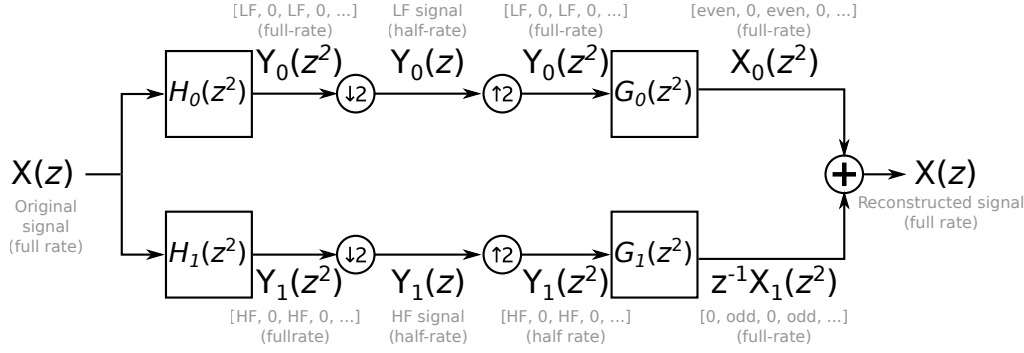 [LF, 0, LF, 0, ...]
(full-rate)
LF signal
(half-rate)
[LF, 0, LF, 0, ...]
(full-rate)
[even, 0, even, 0, ...]
(full-rate)
H₀(z²)
Y₀(z²)
↓2
Y₀(z)
↑2
Y₀(z²)
G₀(z²)
X₀(z²)
X(z)
Original
signal
(full rate)
+
X(z)
Reconstructed signal
(full rate)
H₁(z²)
Y₁(z²)
↓2
Y₁(z)
↑2
Y₁(z²)
G₁(z²)
z⁻¹X₁(z²)
[HF, 0, HF, 0, ...]
(fullrate)
HF signal
(half-rate)
[HF, 0, HF, 0, ...]
(half rate)
[0, odd, 0, odd, ...]
(full-rate)